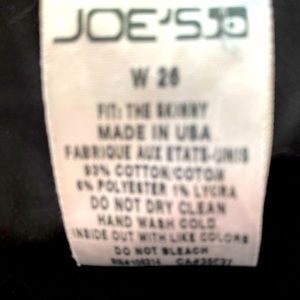 JOE'S
W 26
FIT: THE SKINNY
MADE IN USA
FABRIQUE AUX ETATS-UNIS
93% COTTON/COTON
6% POLYESTER 1% LYCRA
DO NOT DRY CLEAN
HAND WASH COLD
INSIDE OUT WITH LIKE COLORS
DO NOT BLEACH